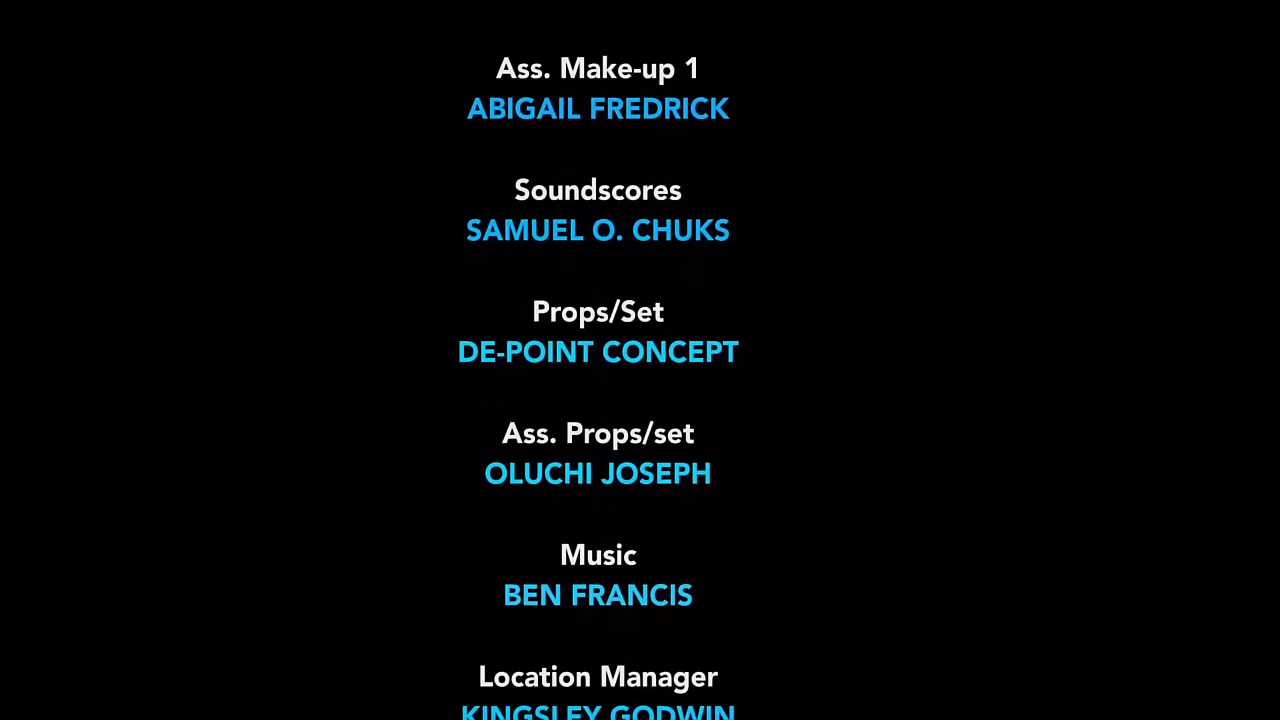 Ass. Make-up 1
ABIGAIL FREDRICK
Soundscores
SAMUEL O. CHUKS
Props/Set
DE-POINT CONCEPT
Ass. Props/set
OLUCHI JOSEPH
Music
BEN FRANCIS
Location Manager
KINGSLEY GODWIN